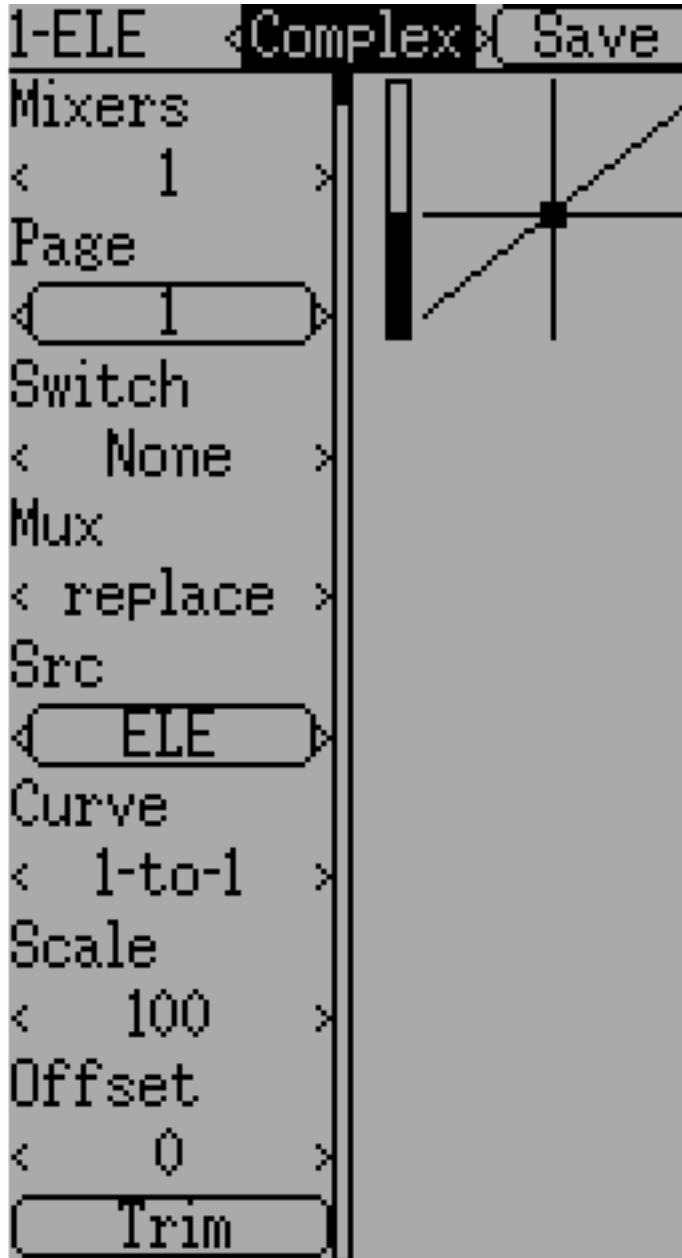 1-ELE <Complex> Save
Mixers
< 1 >
Page
1
Switch
< None >
Mux
< replace >
Src
ELE
Curve
< 1-to-1 >
Scale
< 100 >
Offset
< 0 >
Trim